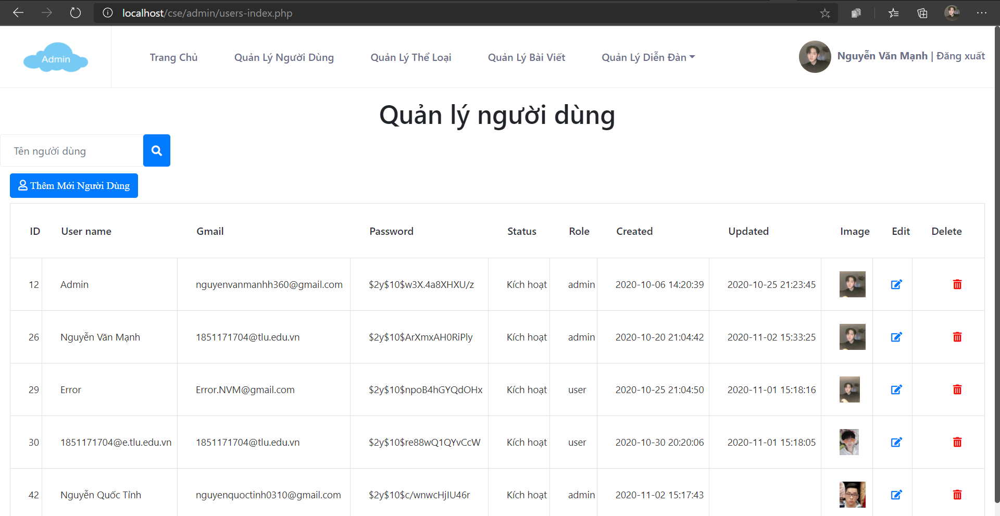 localhost/cse/admin/users-index.php
Admin
Trang Chủ Quản Lý Người Dùng Quản Lý Thể Loại Quản Lý Bài Viết Quản Lý Diễn Đàn Nguyễn Văn Mạnh | Đăng xuất
Quản lý người dùng
Tên người dùng
Thêm Mới Người Dùng
ID User name Gmail Password Status Role Created Updated Image Edit Delete
12 Admin nguyenvanmanhh360@gmail.com $2y$10$w3X.4a8XHXU/z Kích hoạt admin 2020-10-06 14:20:39 2020-10-25 21:23:45
26 Nguyễn Văn Mạnh 1851171704@tlu.edu.vn $2y$10$ArXmxAH0RiPly Kích hoạt admin 2020-10-20 21:04:42 2020-11-02 15:33:25
29 Error Error.NVM@gmail.com $2y$10$npoB4hGYQdOHx Kích hoạt user 2020-10-25 21:04:50 2020-11-01 15:18:16
30 1851171704@e.tlu.edu.vn 1851171704@tlu.edu.vn $2y$10$re88wQ1QYvCcW Kích hoạt user 2020-10-30 20:20:06 2020-11-01 15:18:05
42 Nguyễn Quốc Tỉnh nguyenquoctinh0310@gmail.com $2y$10$c/wnwcHjIU46r Kích hoạt admin 2020-11-02 15:17:43